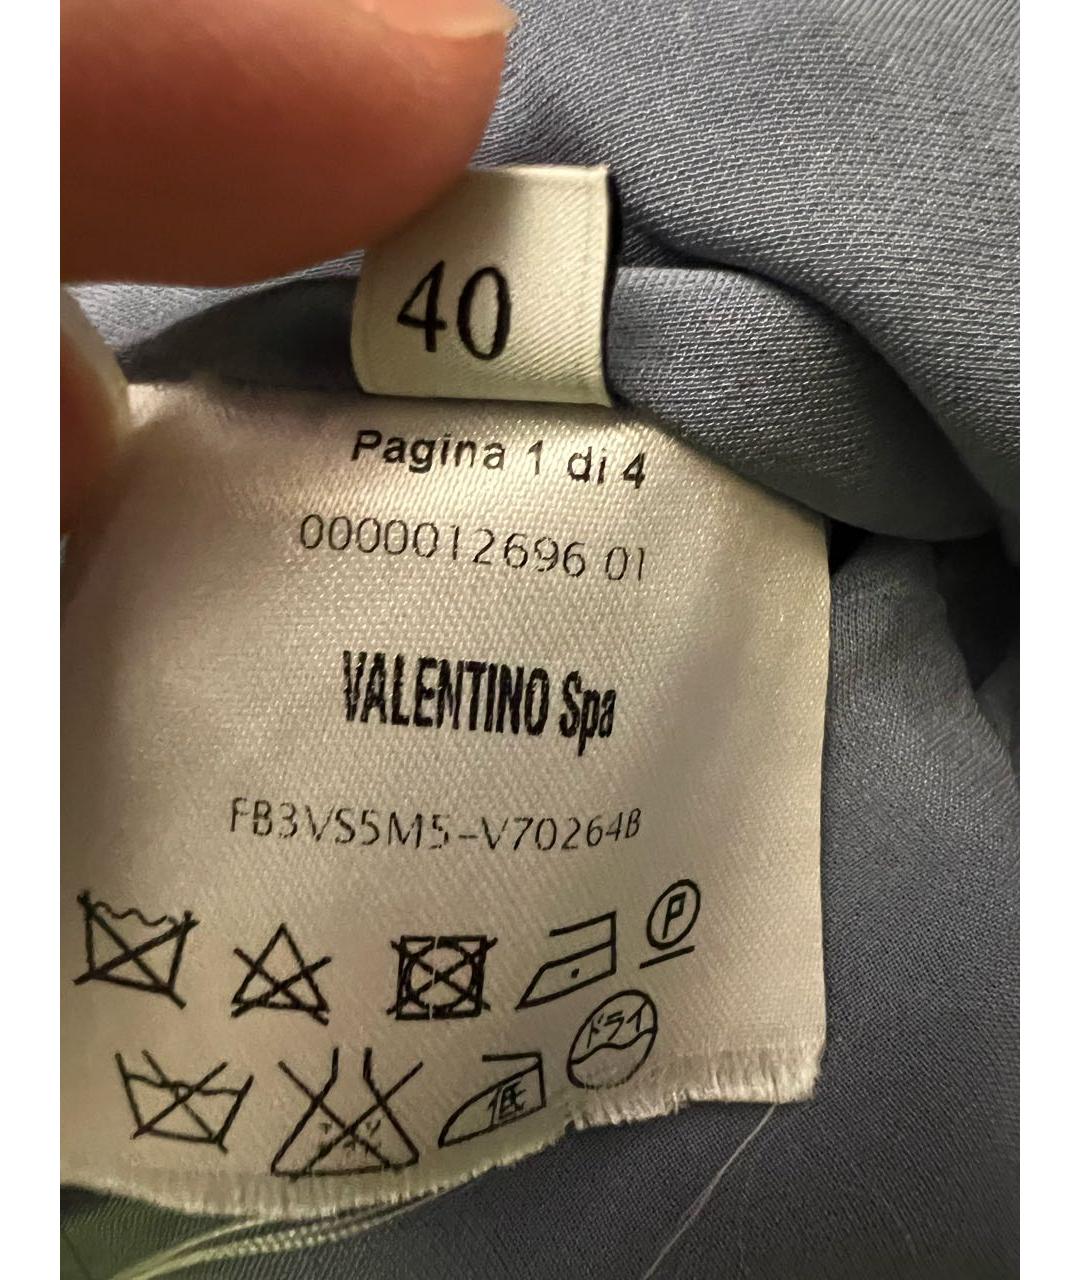 40
Pagina 1 di 4
0000012696 01
VALENTINO Spa
FB3VS5M5-V70264B
P
ドライ
低